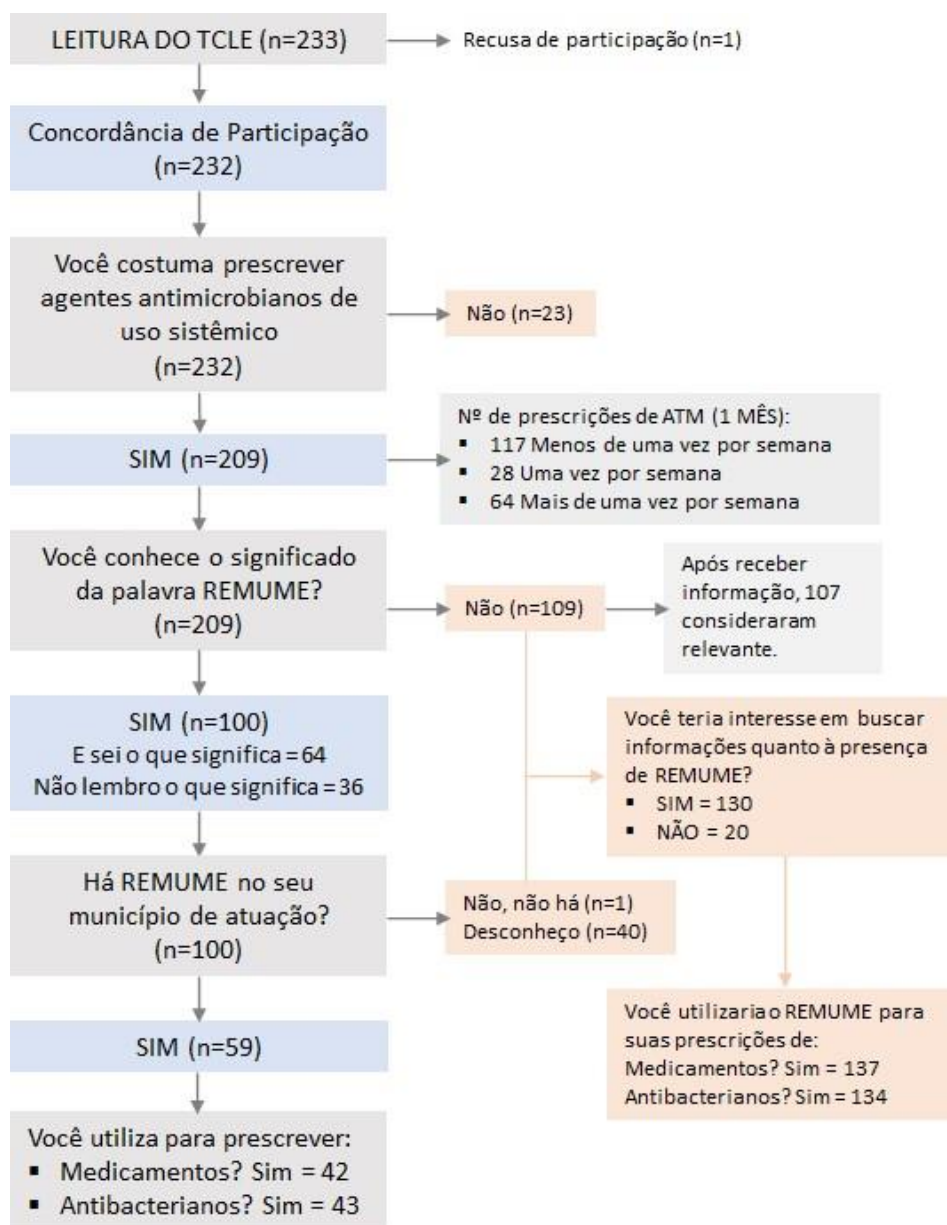 LEITURA DO TCLE (n=233)
Recusa de participação (n=1)
Concordância de Participação
(n=232)
Você costuma prescrever
agentes antimicrobianos de
uso sistêmico
(n=232)
Não (n=23)
SIM (n=209)
Nº de prescrições de ATM (1 MÊS):
▪ 117 Menos de uma vez por semana
▪ 28 Uma vez por semana
▪ 64 Mais de uma vez por semana
Você conhece o significado
da palavra REMUME?
(n=209)
Não (n=109)
Após receber
informação, 107
consideraram
relevante.
SIM (n=100)
E sei o que significa = 64
Não lembro o que significa = 36
Você teria interesse em buscar
informações quanto à presença
de REMUME?
▪ SIM = 130
▪ NÃO = 20
Há REMUME no seu
município de atuação?
(n=100)
Não, não há (n=1)
Desconheço (n=40)
SIM (n=59)
Você utilizaria o REMUME para
suas prescrições de:
Medicamentos? Sim = 137
Antibacterianos? Sim = 134
Você utiliza para prescrever:
▪ Medicamentos? Sim = 42
▪ Antibacterianos? Sim = 43